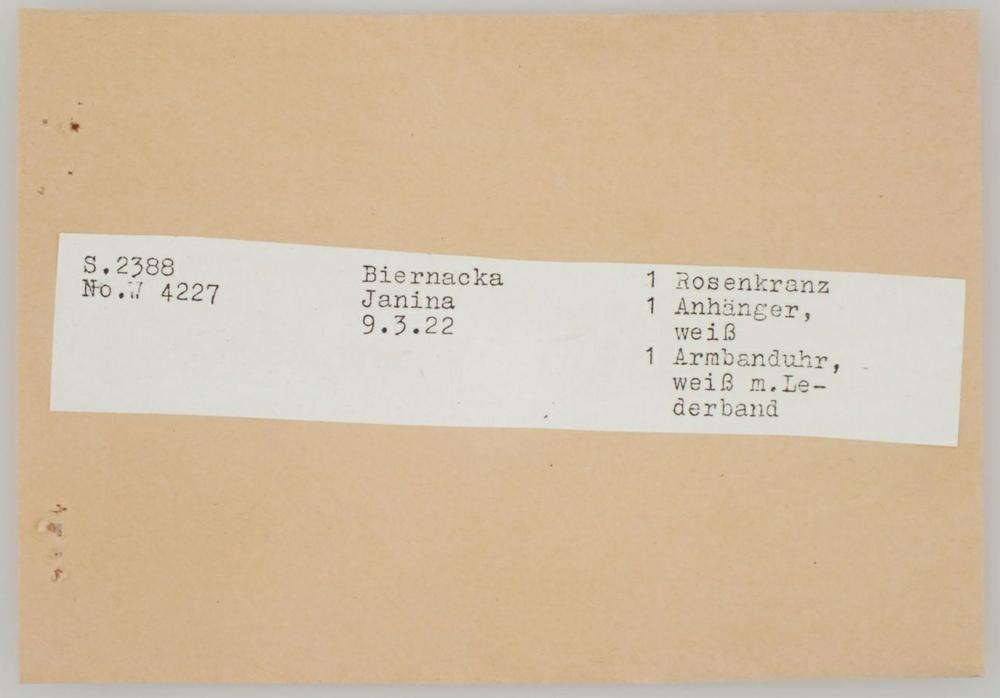 S.2388
No.W 4227
Biernacka
Janina
9.3.22
1 Rosenkranz
1 Anhänger,
weiß
1 Armbanduhr,
weiß m.Le-
derband